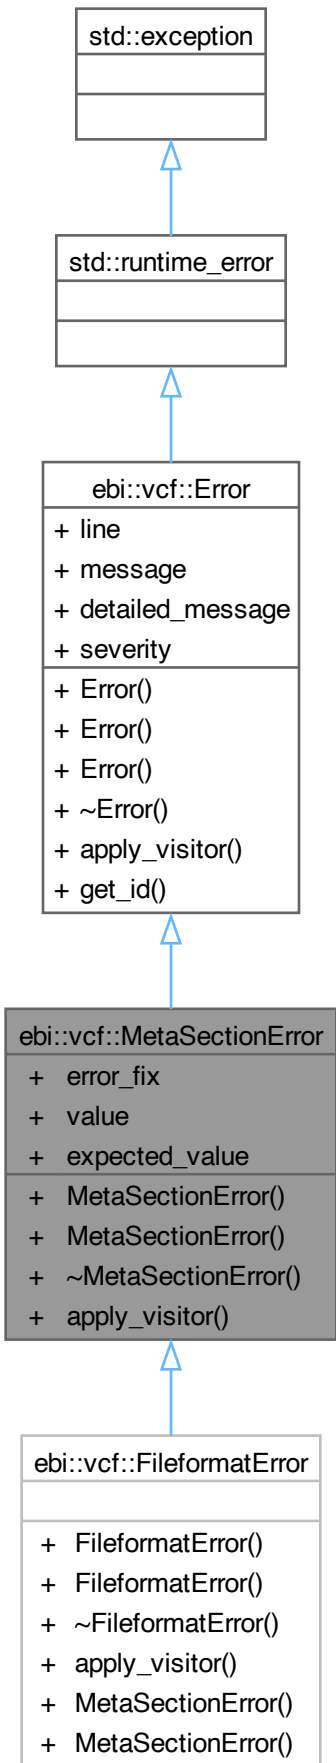 std::exception
std::runtime_error
ebi::vcf::Error
+ line
+ message
+ detailed_message
+ severity
+ Error()
+ Error()
+ Error()
+ ~Error()
+ apply_visitor()
+ get_id()
ebi::vcf::MetaSectionError
+ error_fix
+ value
+ expected_value
+ MetaSectionError()
+ MetaSectionError()
+ ~MetaSectionError()
+ apply_visitor()
ebi::vcf::FileformatError
+ FileformatError()
+ FileformatError()
+ ~FileformatError()
+ apply_visitor()
+ MetaSectionError()
+ MetaSectionError()